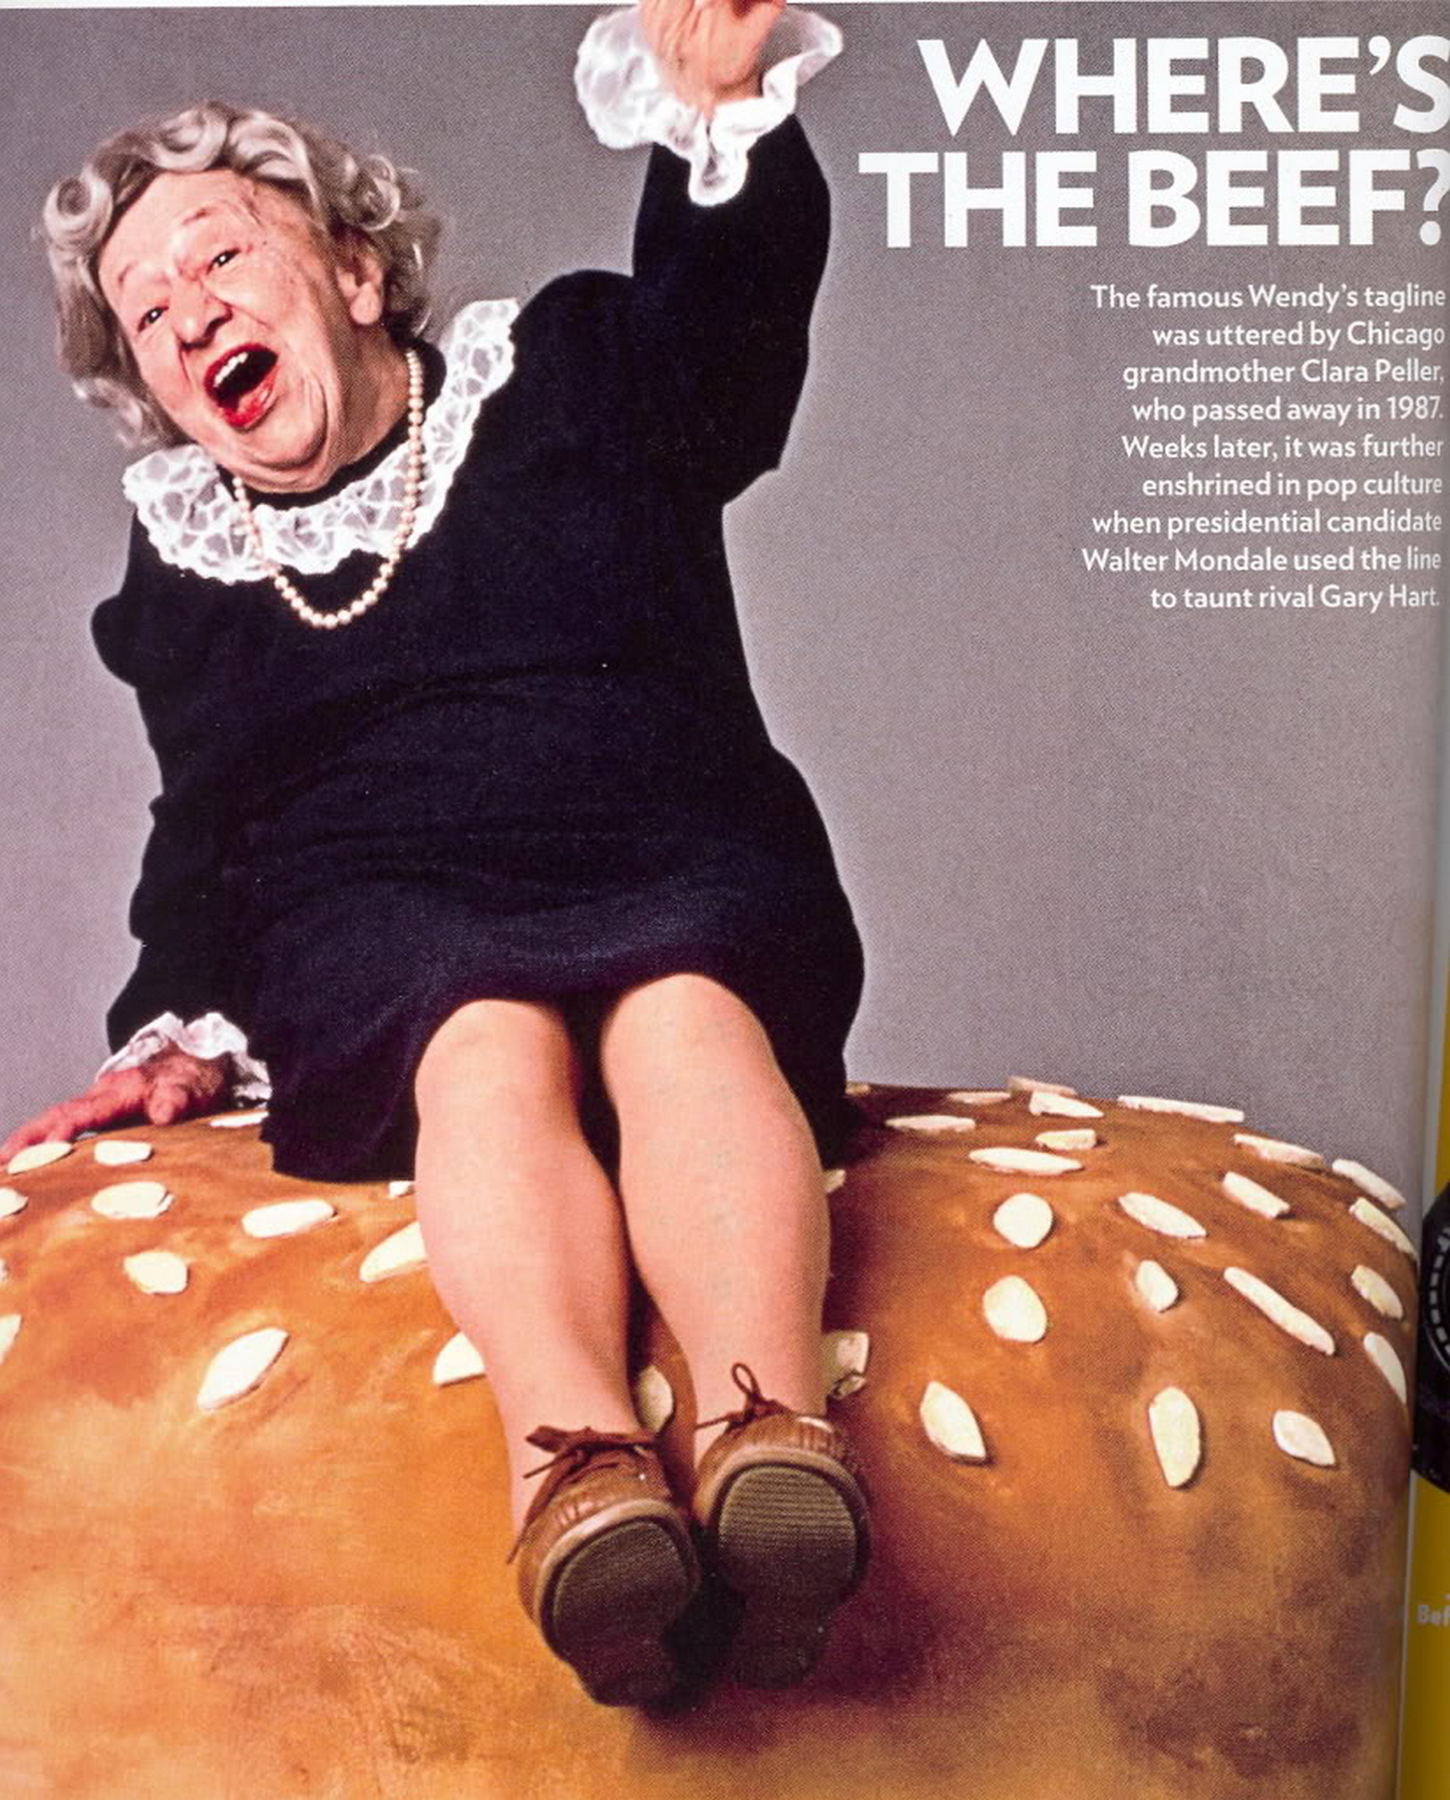 WHERE'S
THE BEEF?
The famous Wendy's tagline
was uttered by Chicago
grandmother Clara Peller,
who passed away in 1987.
Weeks later, it was further
enshrined in pop culture
when presidential candidate
Walter Mondale used the line
to taunt rival Gary Hart.